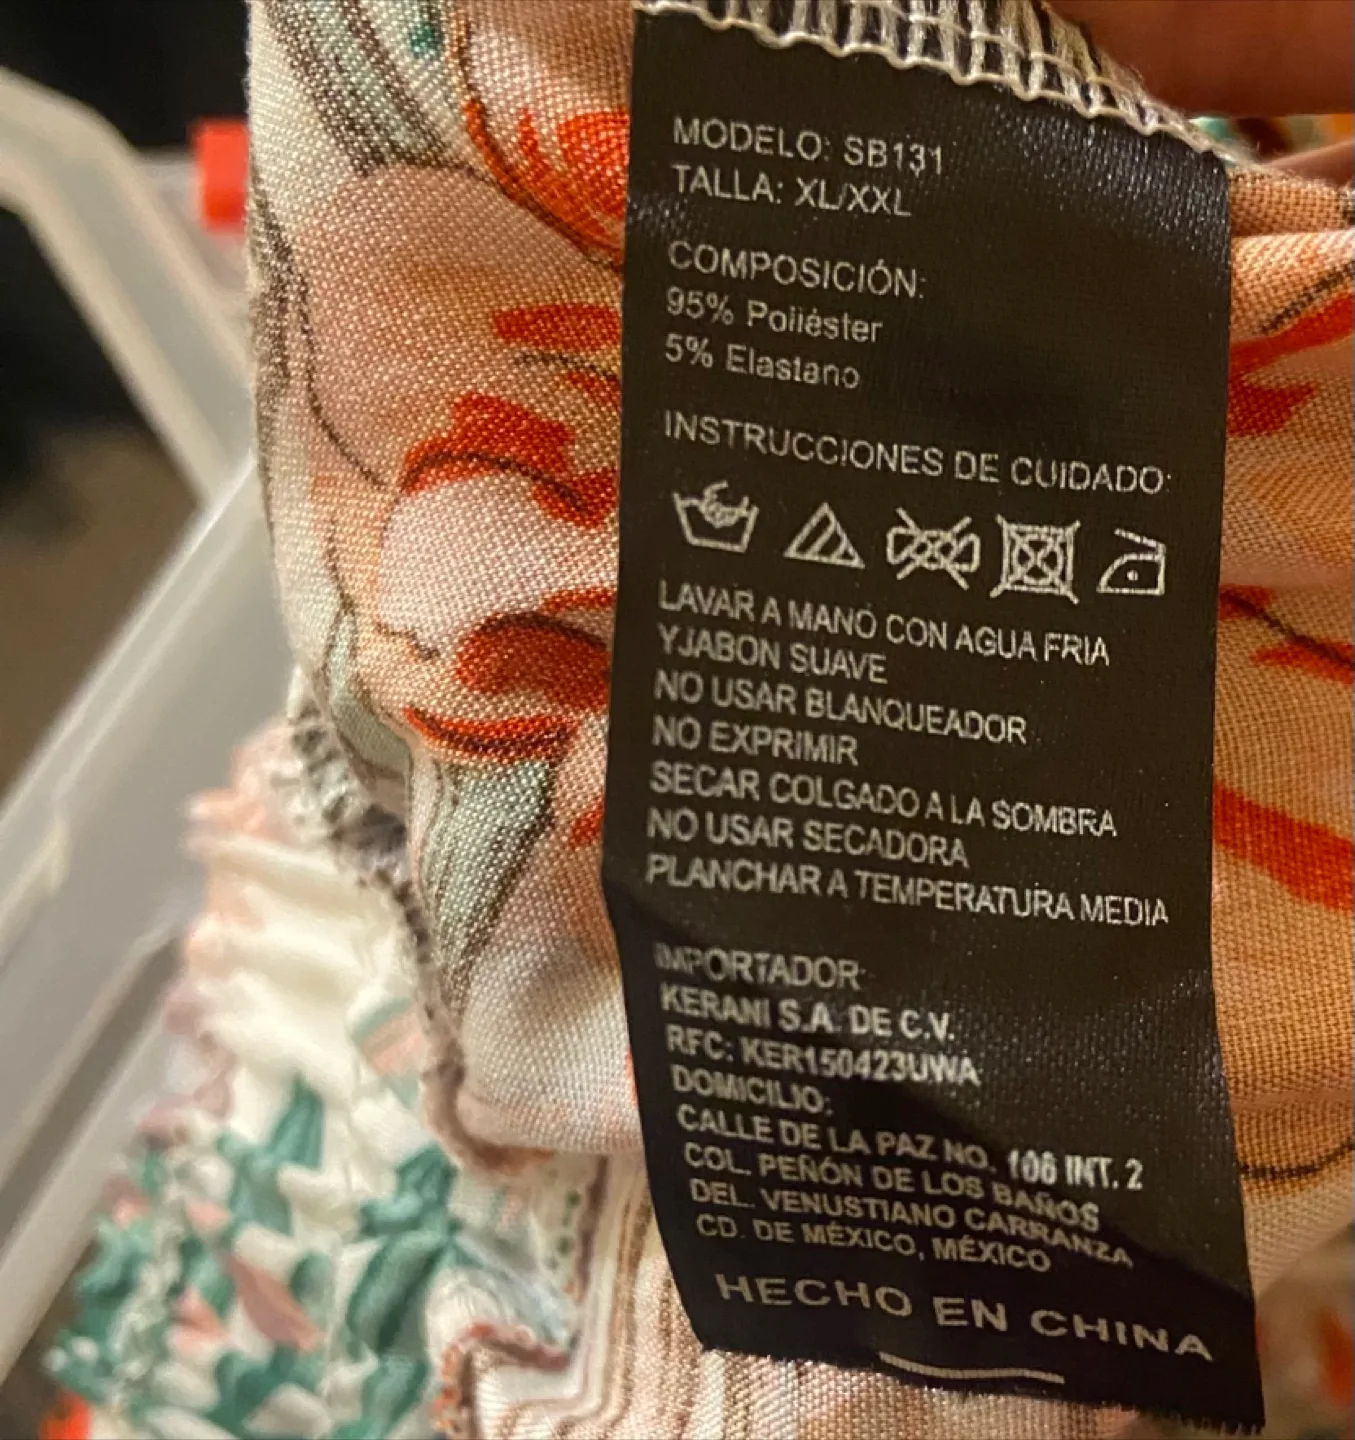 MODELO: SB131
TALLA: XL/XXL
COMPOSICIÓN:
95% Poliéster
5% Elastano
INSTRUCCIONES DE CUIDADO:
LAVAR A MANO CON AGUA FRIA
YJABON SUAVE
NO USAR BLANQUEADOR
NO EXPRIMIR
SECAR COLGADO A LA SOMBRA
NO USAR SECADORA
PLANCHAR A TEMPERATURA MEDIA
IMPORTADOR:
KERANI S.A. DE C.V.
RFC: KER150423UWA
DOMICILIO:
CALLE DE LA PAZ NO. 106 INT. 2
COL. PEÑÓN DE LOS BAÑOS
DEL. VENUSTIANO CARRANZA
CD. DE MÉXICO, MÉXICO
HECHO EN CHINA